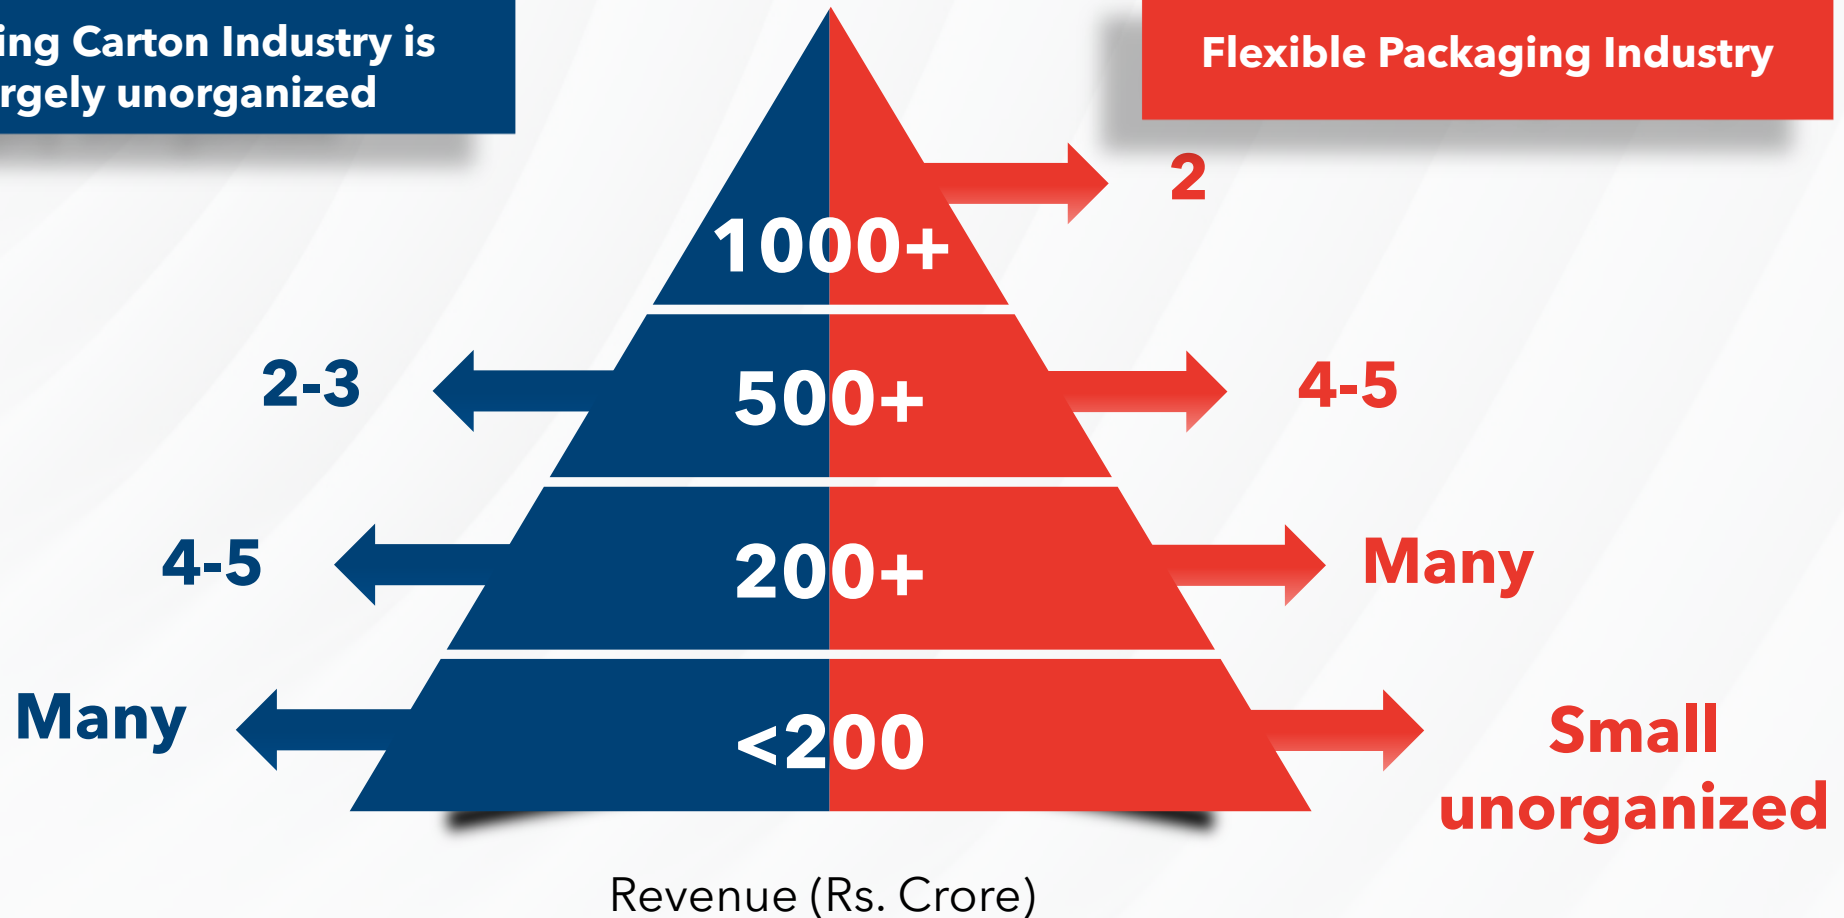 ing Carton Industry is
rgely unorganized
Flexible Packaging Industry
2
1000+
2-3
500+
4-5
4-5
200+
Many
Many
<200
Small
unorganized
Revenue (Rs. Crore)